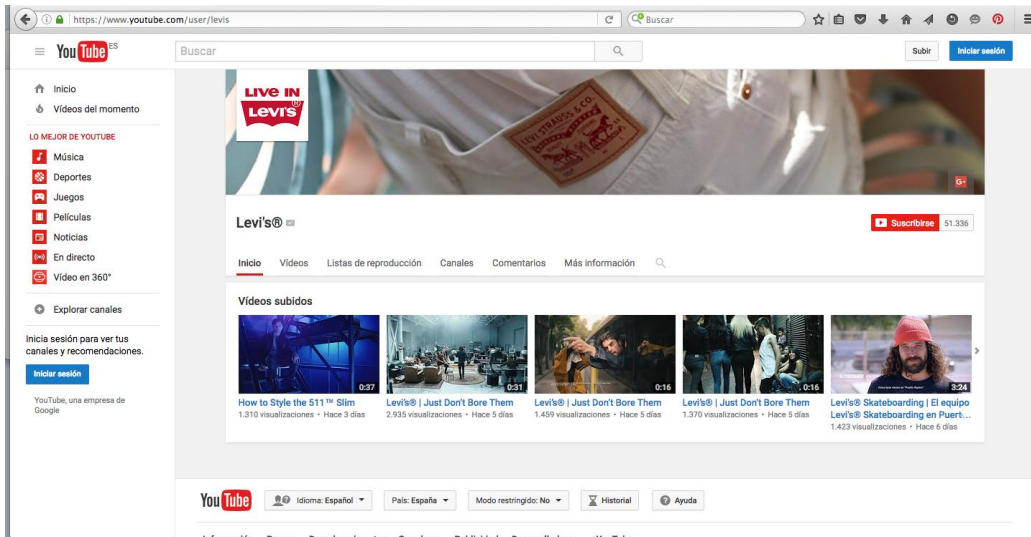 https://www.youtube.com/user/levis
Buscar
YouTube ES
Buscar
Subir
Iniciar sesión
Inicio
Vídeos del momento
LO MEJOR DE YOUTUBE
Música
Deportes
Juegos
Películas
Noticias
En directo
Vídeo en 360°
Explorar canales
Inicia sesión para ver tus
canales y recomendaciones.
Iniciar sesión
YouTube, una empresa de
Google
LIVE IN
LEVI'S®
LEVI STRAUSS & CO.
G+
Levi's®
Suscribirse 51.336
Inicio Vídeos Listas de reproducción Canales Comentarios Más información
Vídeos subidos
0:37 0:31 0:16 0:16 3:24
How to Style the 511™ Slim
1.310 visualizaciones • Hace 3 días
Levi's® | Just Don't Bore Them
2.935 visualizaciones • Hace 5 días
Levi's® | Just Don't Bore Them
1.459 visualizaciones • Hace 5 días
Levi's® | Just Don't Bore Them
1.370 visualizaciones • Hace 5 días
Levi's® Skateboarding | El equipo
Levi's® Skateboarding en Puert...
1.423 visualizaciones • Hace 6 días
YouTube
Idioma: Español País: España Modo restringido: No Historial Ayuda